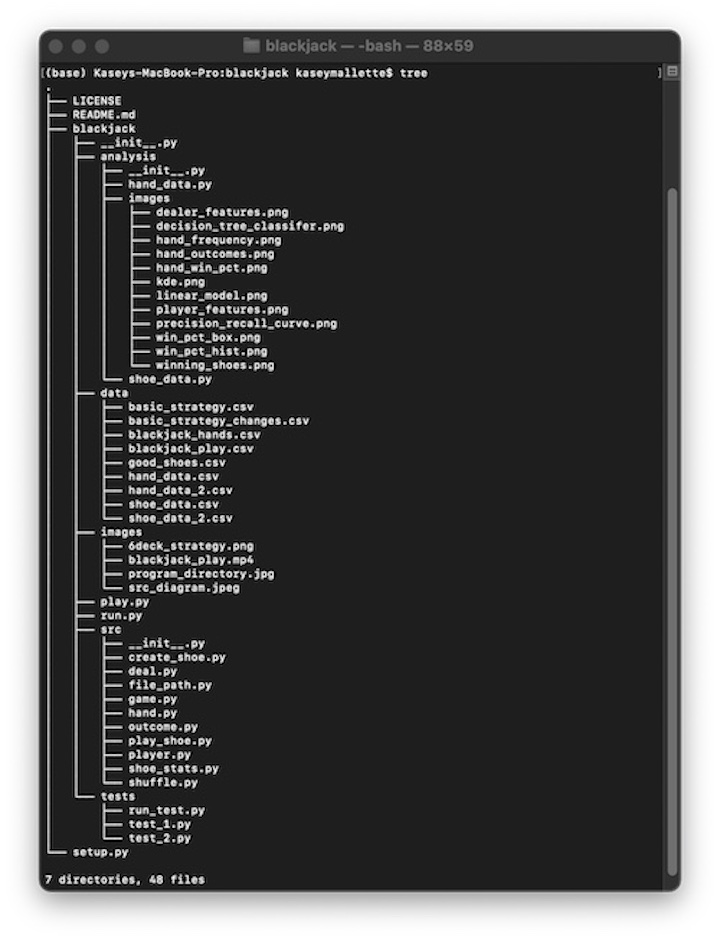 blackjack — -bash — 88×59
(base) Kaseys-MacBook-Pro:blackjack kaseymallette$ tree
.
├── LICENSE
├── README.md
├── blackjack
│   ├── __init__.py
│   ├── analysis
│   │   ├── __init__.py
│   │   ├── hand_data.py
│   │   ├── images
│   │   │   ├── dealer_features.png
│   │   │   ├── decision_tree_classifer.png
│   │   │   ├── hand_frequency.png
│   │   │   ├── hand_outcomes.png
│   │   │   ├── hand_win_pct.png
│   │   │   ├── kde.png
│   │   │   ├── linear_model.png
│   │   │   ├── player_features.png
│   │   │   ├── precision_recall_curve.png
│   │   │   ├── win_pct_box.png
│   │   │   ├── win_pct_hist.png
│   │   │   └── winning_shoes.png
│   │   └── shoe_data.py
│   ├── data
│   │   ├── basic_strategy.csv
│   │   ├── basic_strategy_changes.csv
│   │   ├── blackjack_hands.csv
│   │   ├── blackjack_play.csv
│   │   ├── good_shoes.csv
│   │   ├── hand_data.csv
│   │   ├── hand_data_2.csv
│   │   ├── shoe_data.csv
│   │   └── shoe_data_2.csv
│   ├── images
│   │   ├── 6deck_strategy.png
│   │   ├── blackjack_play.mp4
│   │   ├── program_directory.jpg
│   │   └── src_diagram.jpeg
│   ├── play.py
│   ├── run.py
│   ├── src
│   │   ├── __init__.py
│   │   ├── create_shoe.py
│   │   ├── deal.py
│   │   ├── file_path.py
│   │   ├── game.py
│   │   ├── hand.py
│   │   ├── outcome.py
│   │   ├── play_shoe.py
│   │   ├── player.py
│   │   ├── shoe_stats.py
│   │   └── shuffle.py
│   └── tests
│       ├── run_test.py
│       ├── test_1.py
│       └── test_2.py
└── setup.py
7 directories, 48 files